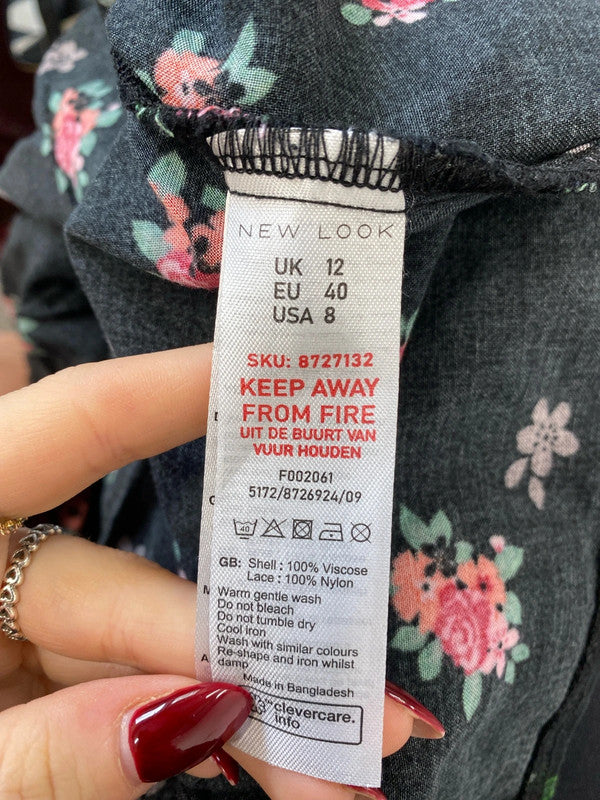 NEW LOOK
UK 12
EU 40
USA 8
SKU: 8727132
KEEP AWAY
FROM FIRE
UIT DE BUURT VAN
VUUR HOUDEN
F002061
5172/8726924/09
40
GB: Shell : 100% Viscose
Lace : 100% Nylon
Warm gentle wash
Do not bleach
Do not tumble dry
Cool iron
Wash with similar colours
Re-shape and iron whilst
damp
Made in Bangladesh
clevercare.
info